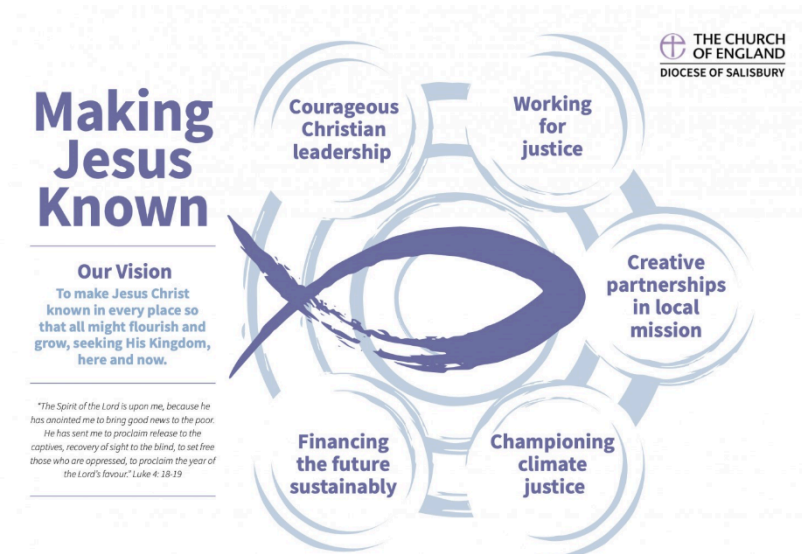 Making
Jesus
Known
Our Vision
To make Jesus Christ
known in every place so
that all might flourish and
grow, seeking His Kingdom,
here and now.
"The Spirit of the Lord is upon me, because he
has anointed me to bring good news to the poor.
He has sent me to proclaim release to the
captives, recovery of sight to the blind, to set free
those who are oppressed, to proclaim the year of
the Lord's favour." Luke 4: 18-19
Courageous
Christian
leadership
Working
for
justice
Creative
partnerships
in local
mission
Championing
climate
justice
Financing
the future
sustainably
THE CHURCH
OF ENGLAND
DIOCESE OF SALISBURY